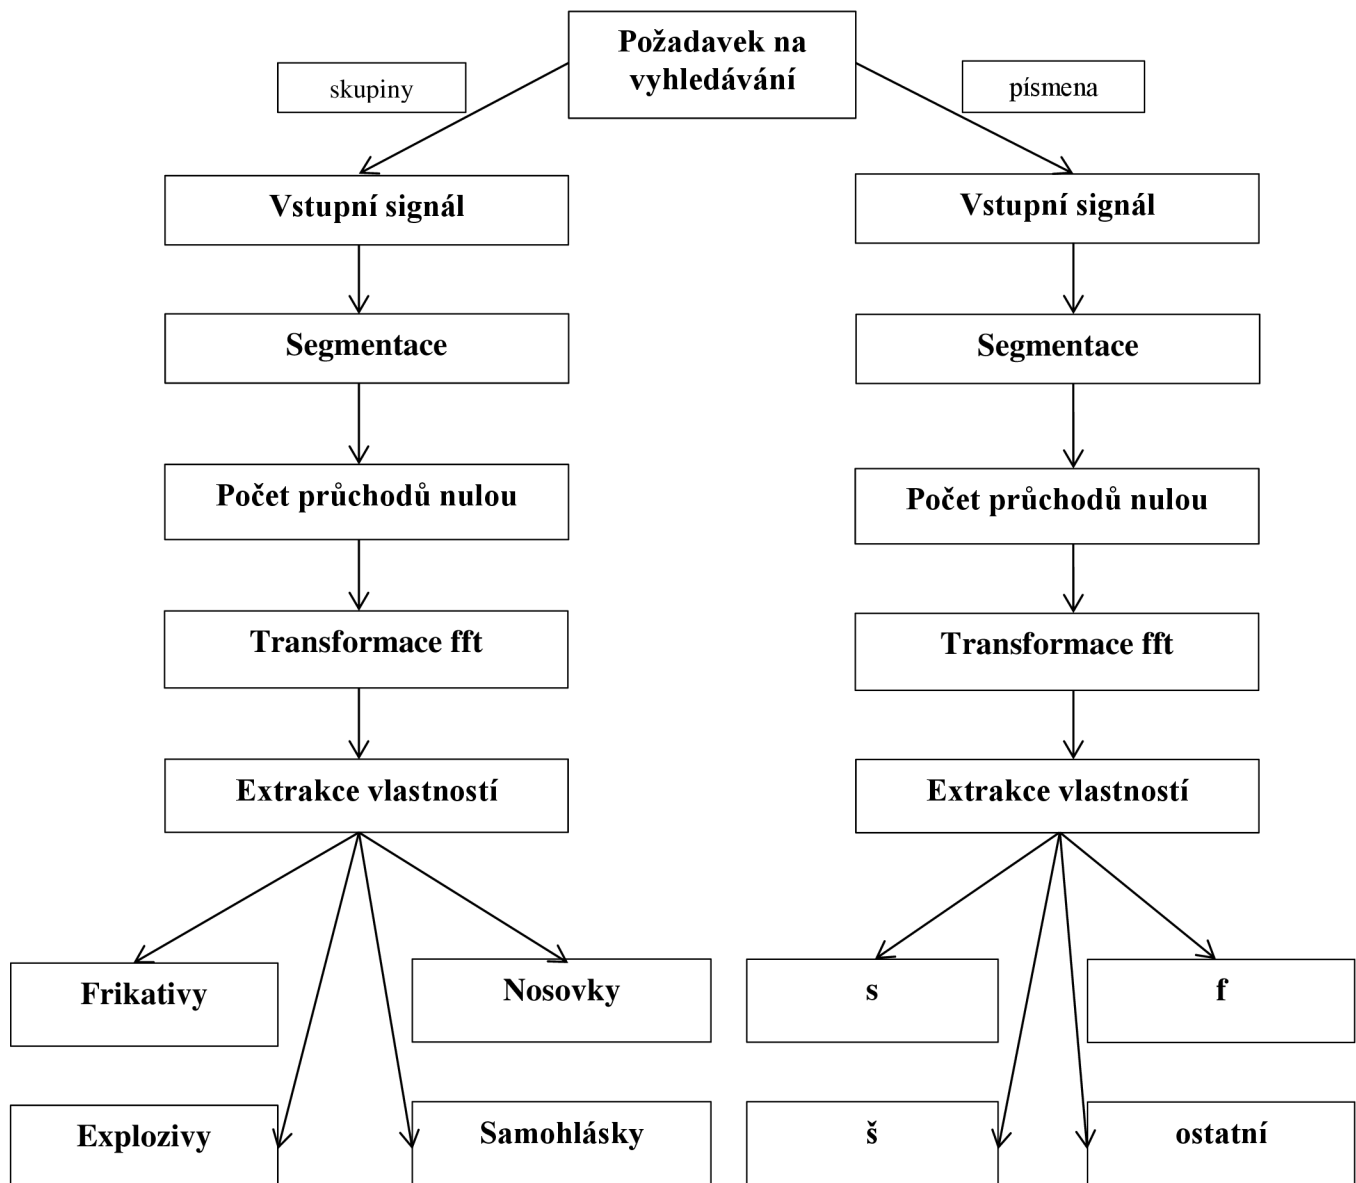 Požadavek na
vyhledávání
skupiny
písmena
Vstupní signál
Vstupní signál
Segmentace
Segmentace
Počet průchodů nulou
Počet průchodů nulou
Transformace fft
Transformace fft
Extrakce vlastností
Extrakce vlastností
Frikativy
Nosovky
s
f
Explozivy
Samohlásky
š
ostatní